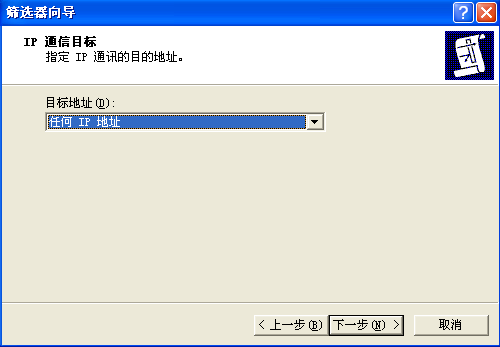 筛选器向导
IP 通信目标
指定 IP 通讯的目的地址。
目标地址(D):
任何 IP 地址
< 上一步(B)
下一步(N) >
取消